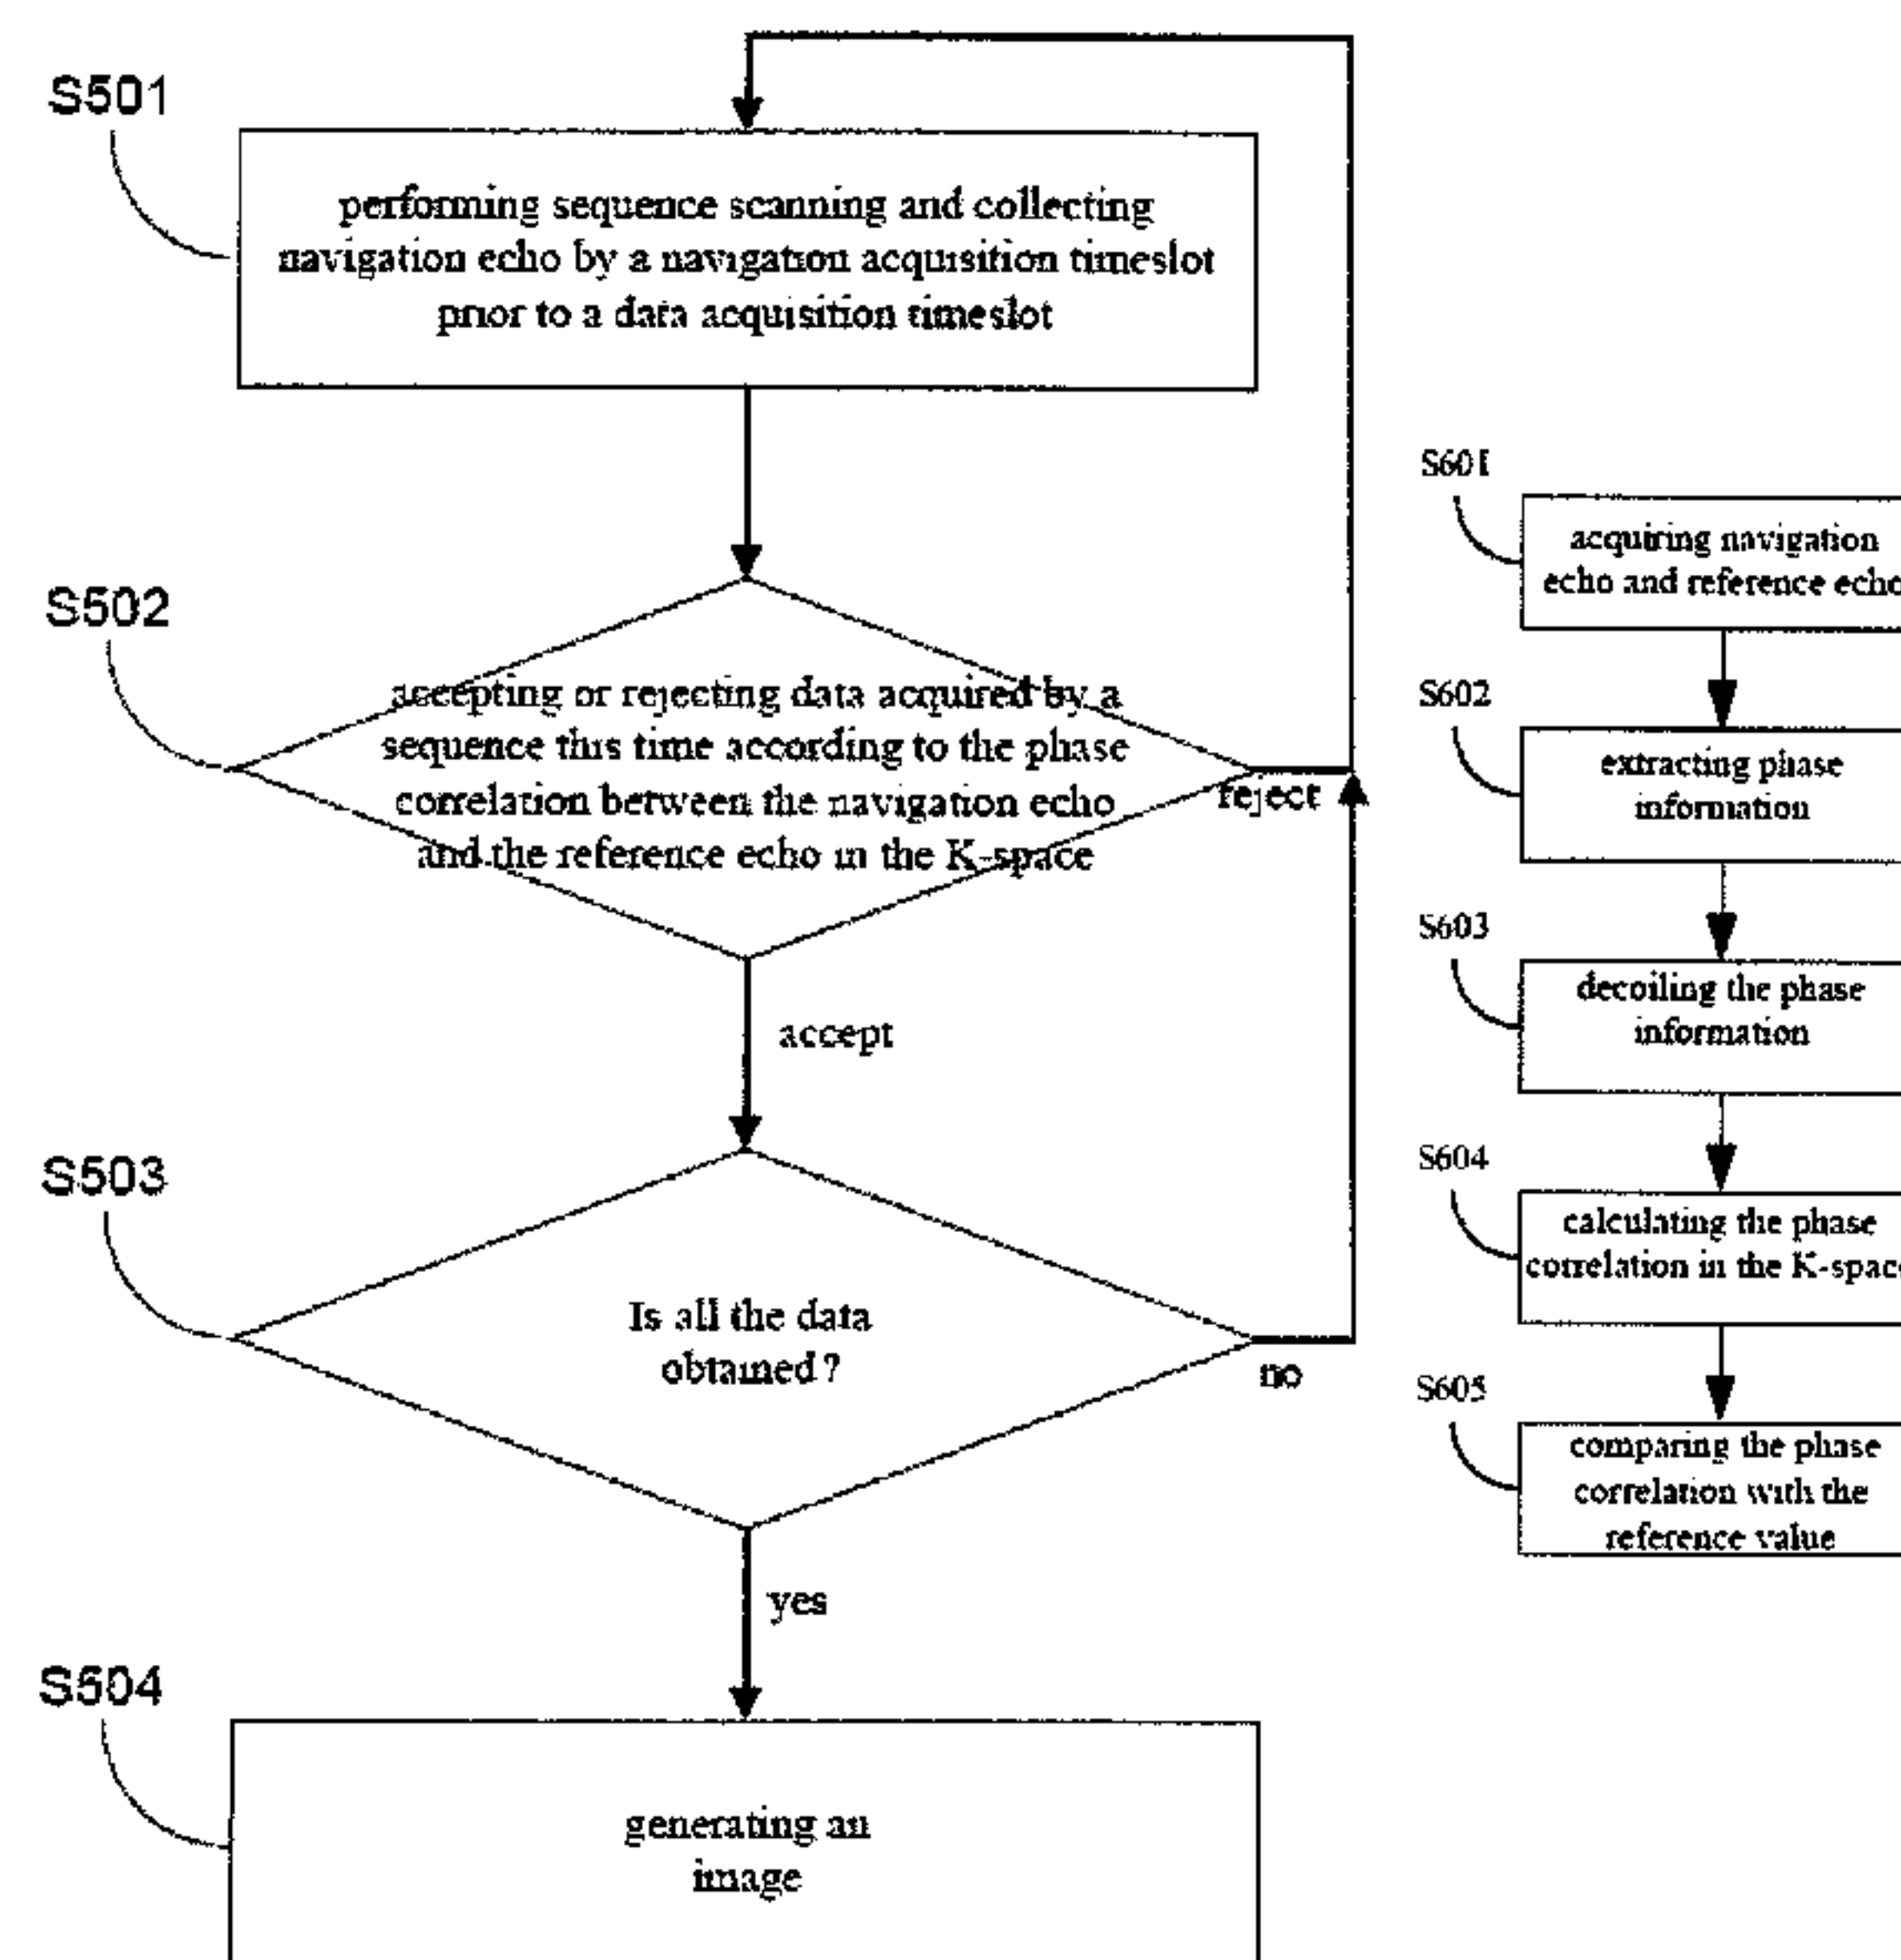 S501
performing sequence scanning and collecting
navigation echo by a navigation acquisition timeslot
prior to a data acquisition timeslot
S502
accepting or rejecting data acquired by a
sequence this time according to the phase
correlation between the navigation echo
and the reference echo in the K-space
reject
accept
S503
Is all the data
obtained?
no
yes
S504
generating an
image
S601
acquiring navigation
echo and reference echo
S602
extracting phase
information
S603
decoiling the phase
information
S604
calculating the phase
correlation in the K-space
S605
comparing the phase
correlation with the
reference value